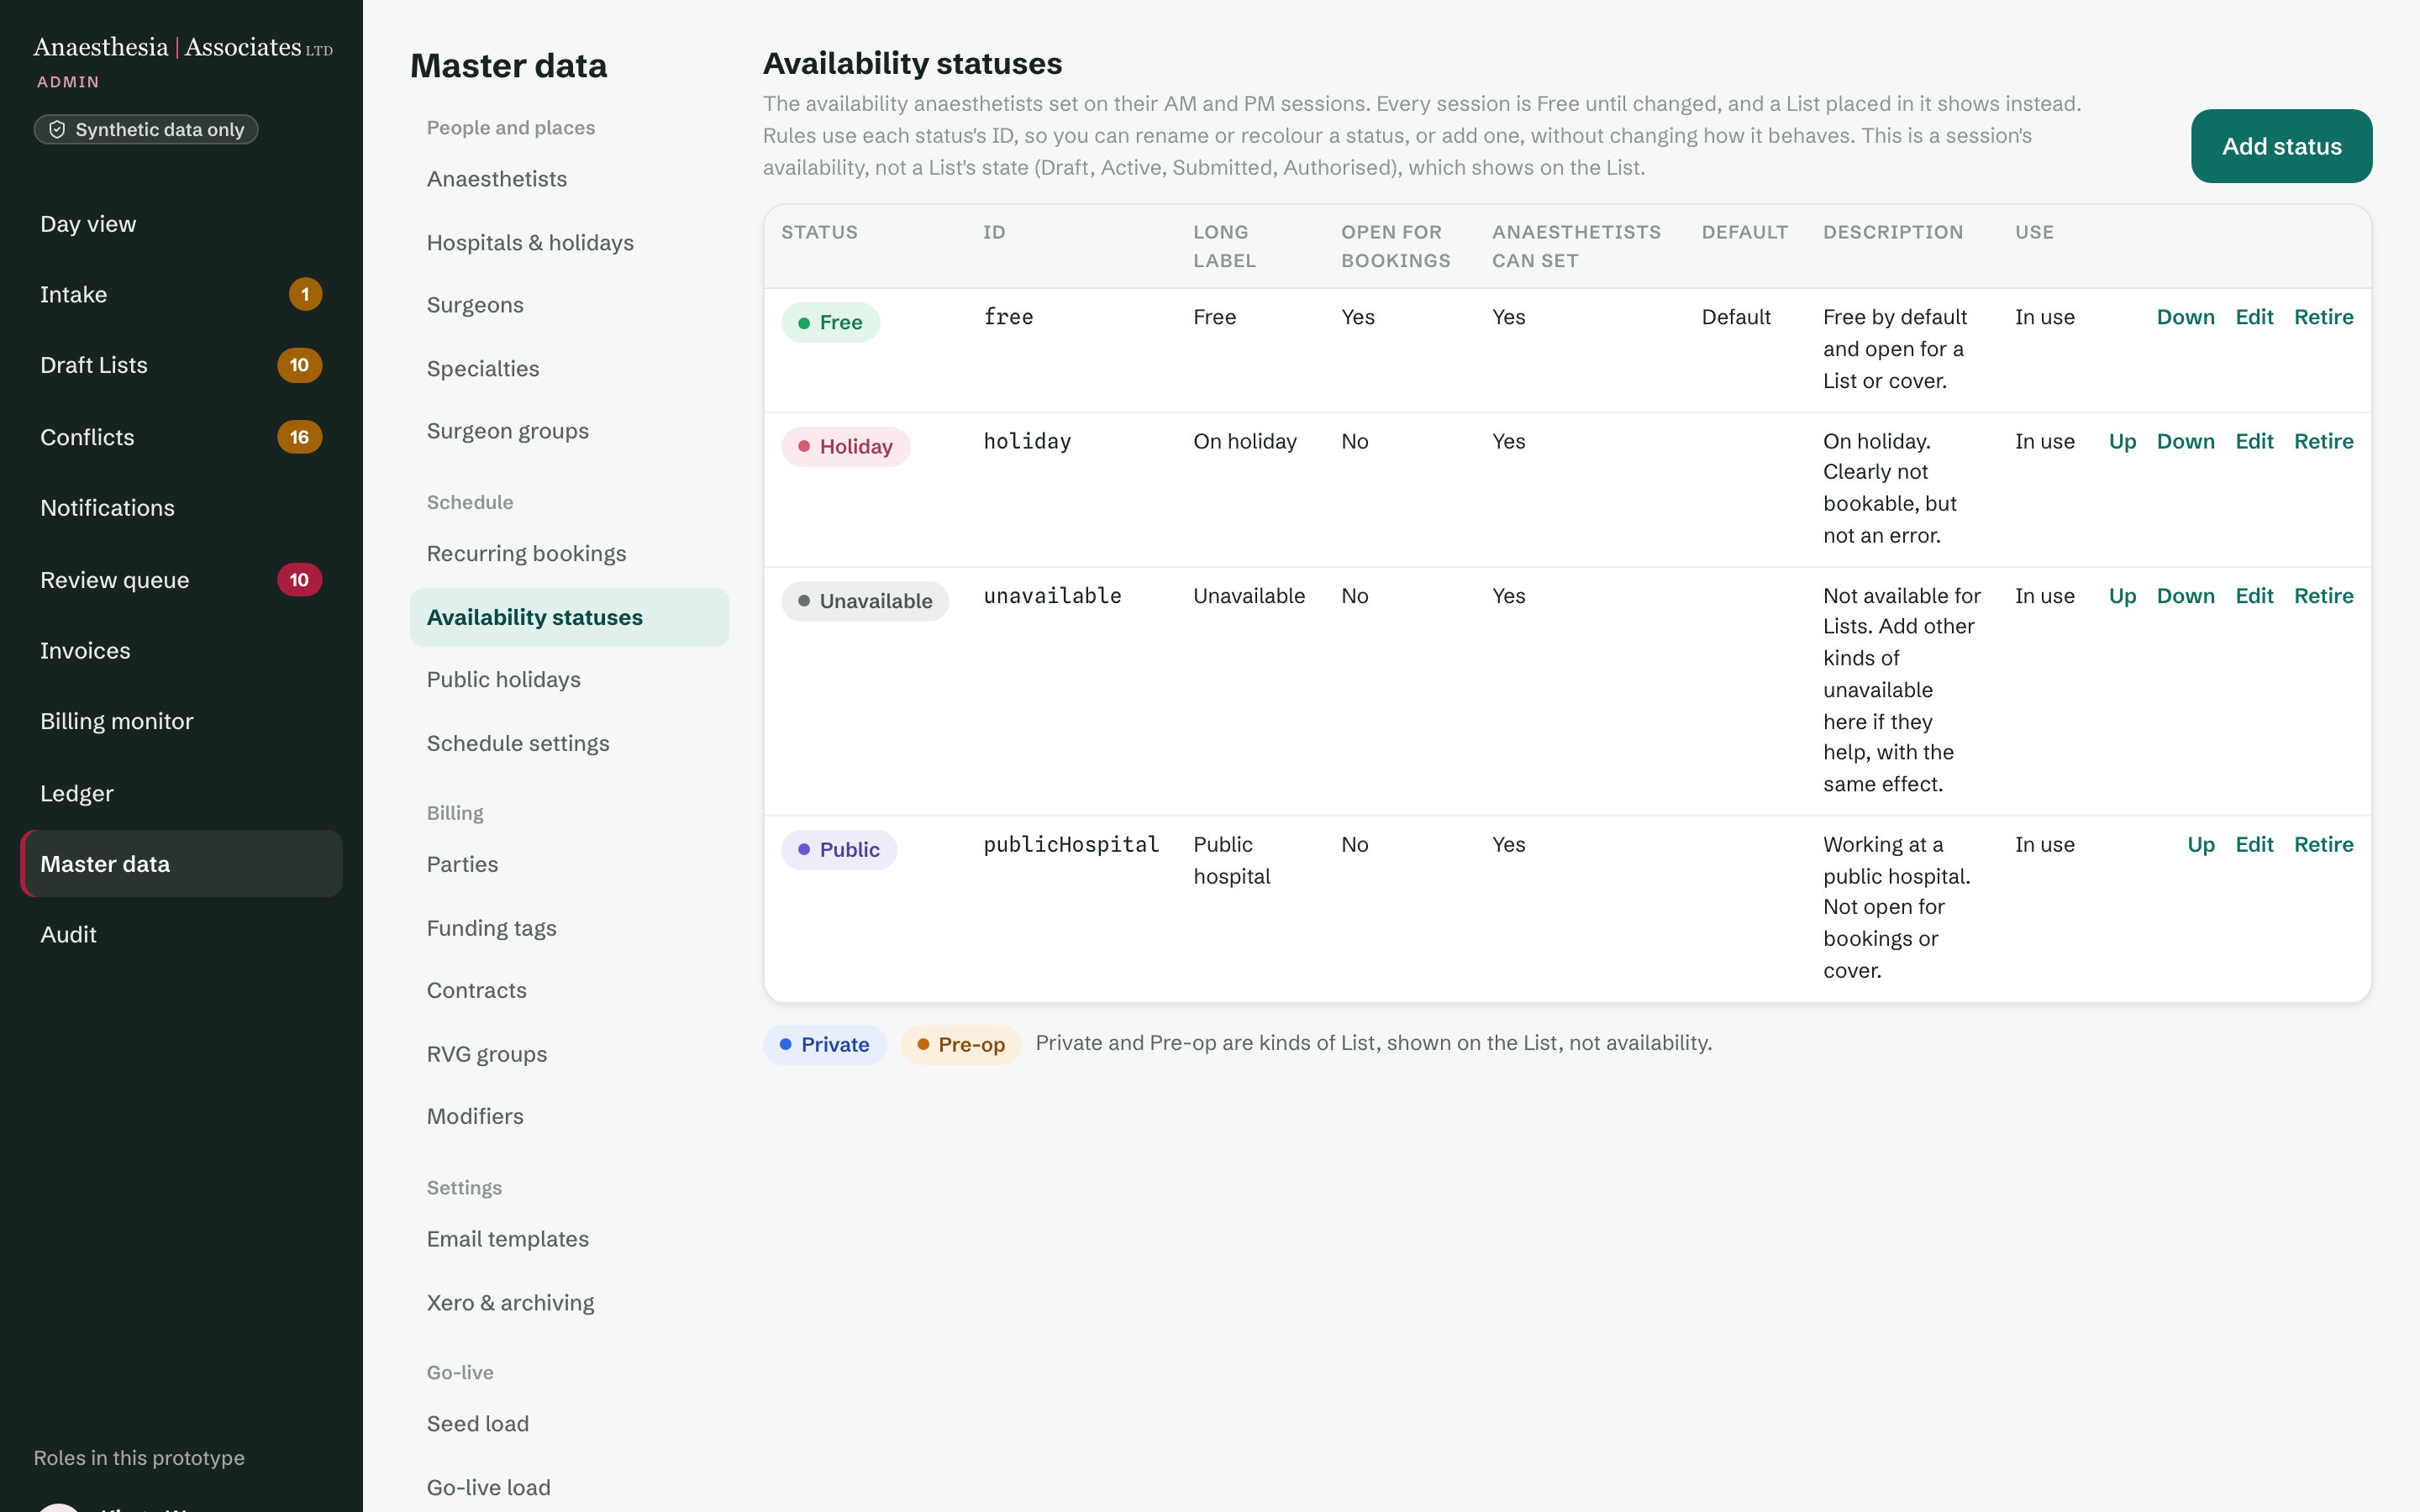 Anaesthesia | Associates LTD
ADMIN
Synthetic data only
Day view
Intake 1
Draft Lists 10
Conflicts 16
Notifications
Review queue 10
Invoices
Billing monitor
Ledger
Master data
Audit
Roles in this prototype
Master data
People and places
Anaesthetists
Hospitals & holidays
Surgeons
Specialties
Surgeon groups
Schedule
Recurring bookings
Availability statuses
Public holidays
Schedule settings
Billing
Parties
Funding tags
Contracts
RVG groups
Modifiers
Settings
Email templates
Xero & archiving
Go-live
Seed load
Go-live load
Availability statuses
The availability anaesthetists set on their AM and PM sessions. Every session is Free until changed, and a List placed in it shows instead.
Rules use each status's ID, so you can rename or recolour a status, or add one, without changing how it behaves. This is a session's
availability, not a List's state (Draft, Active, Submitted, Authorised), which shows on the List.
Add status
STATUS ID LONG OPEN FOR ANAESTHETISTS DEFAULT DESCRIPTION USE
LABEL BOOKINGS CAN SET
Free free Free Yes Yes Default Free by default In use Down Edit Retire
and open for a
List or cover.
Holiday holiday On holiday No Yes On holiday. In use Up Down Edit Retire
Clearly not
bookable, but
not an error.
Unavailable unavailable Unavailable No Yes Not available for In use Up Down Edit Retire
Lists. Add other
kinds of
unavailable
here if they
help, with the
same effect.
Public publicHospital Public No Yes Working at a In use Up Edit Retire
hospital public hospital.
Not open for
bookings or
cover.
Private Pre-op Private and Pre-op are kinds of List, shown on the List, not availability.